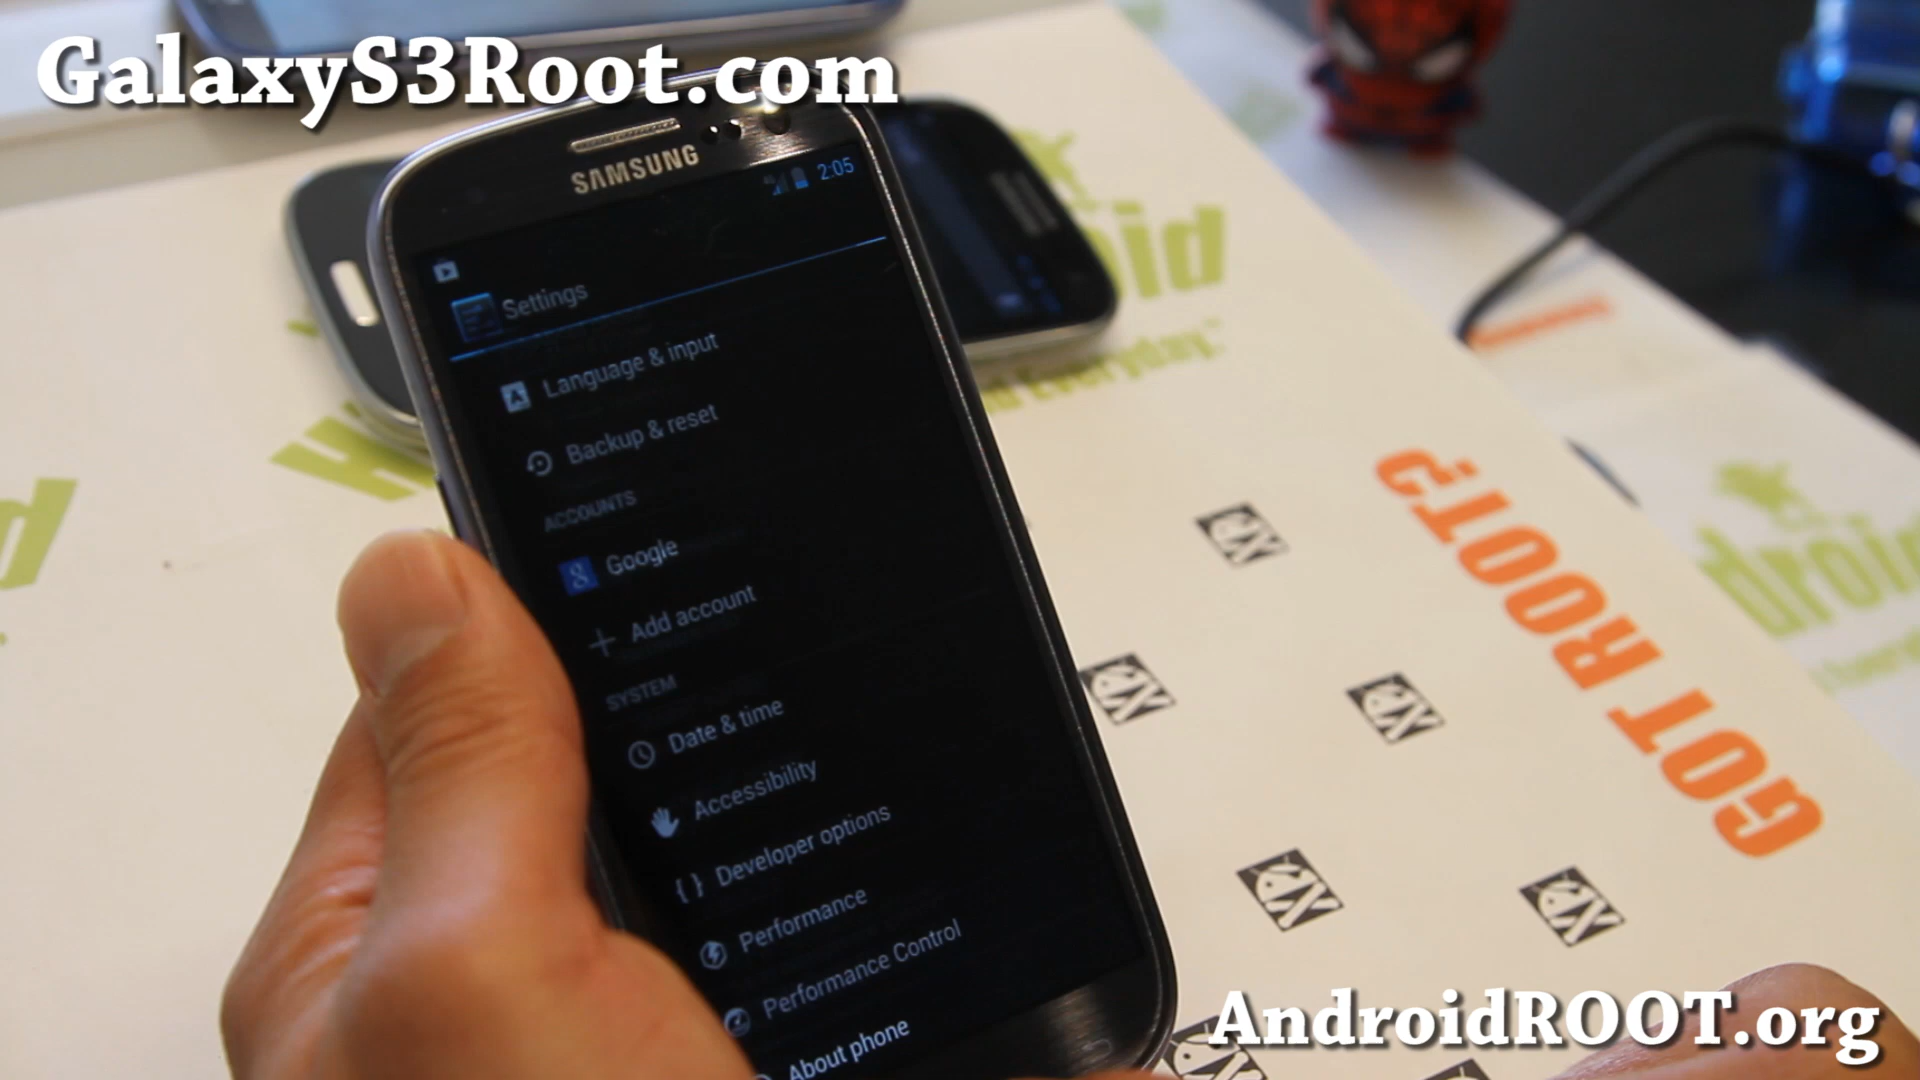 GalaxyS3Root.com
SAMSUNG
2:05
Settings
Language & input
Backup & reset
ACCOUNTS
Google
Add account
SYSTEM
Date & time
Accessibility
Developer options
Performance
Performance Control
About phone
GOT ROOT?
AndroidROOT.org